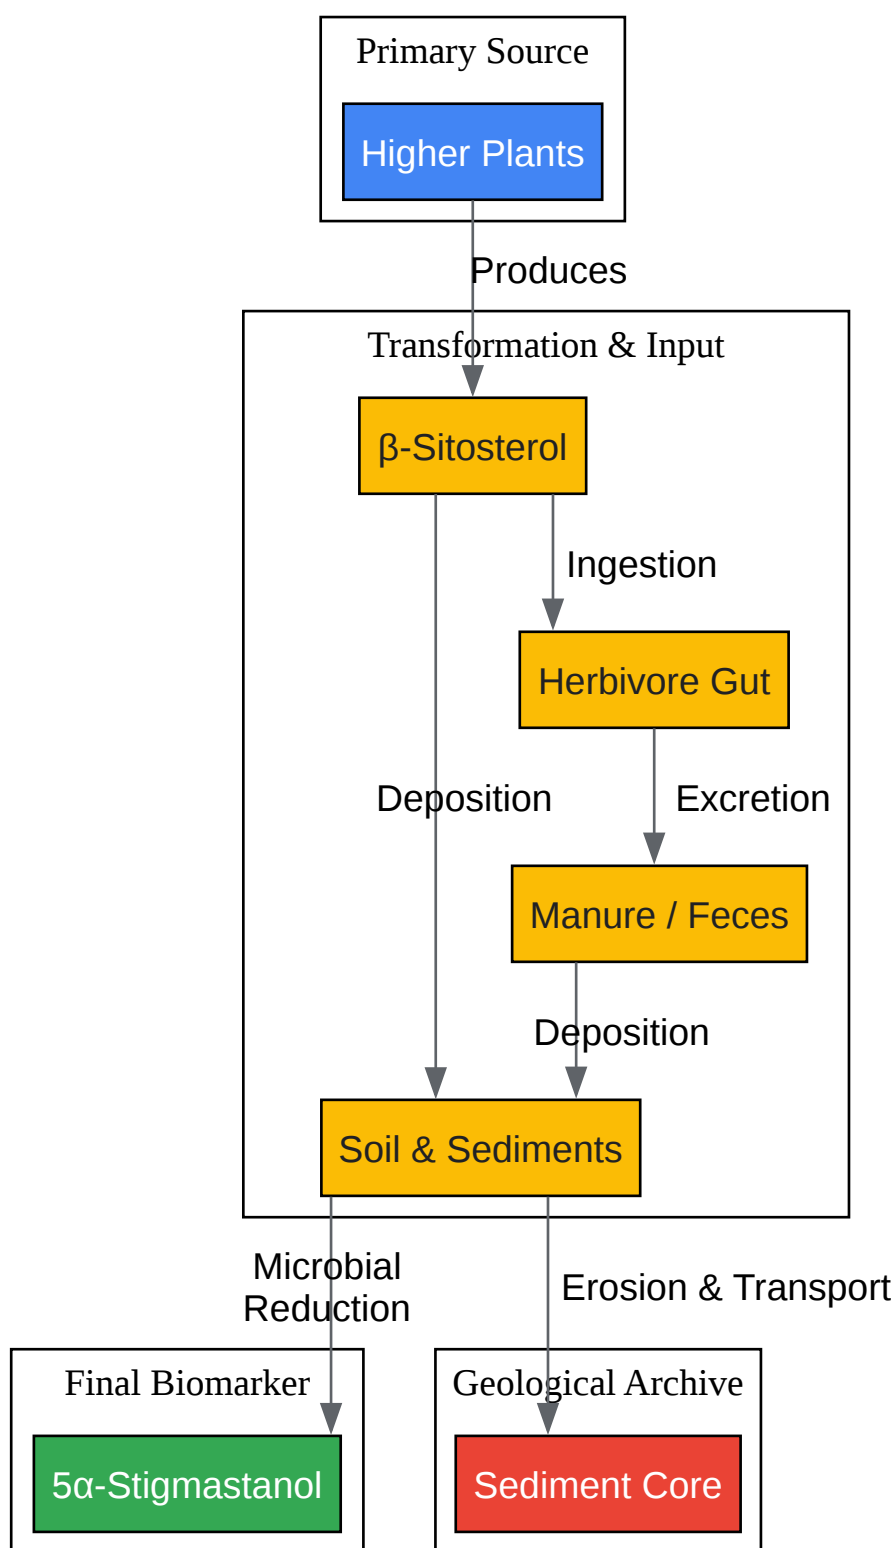 Primary Source
Higher Plants
Produces
Transformation & Input
β-Sitosterol
Ingestion
Herbivore Gut
Deposition
Excretion
Manure / Feces
Deposition
Soil & Sediments
Microbial
Reduction
Erosion & Transport
Final Biomarker
Geological Archive
5α-Stigmastanol
Sediment Core